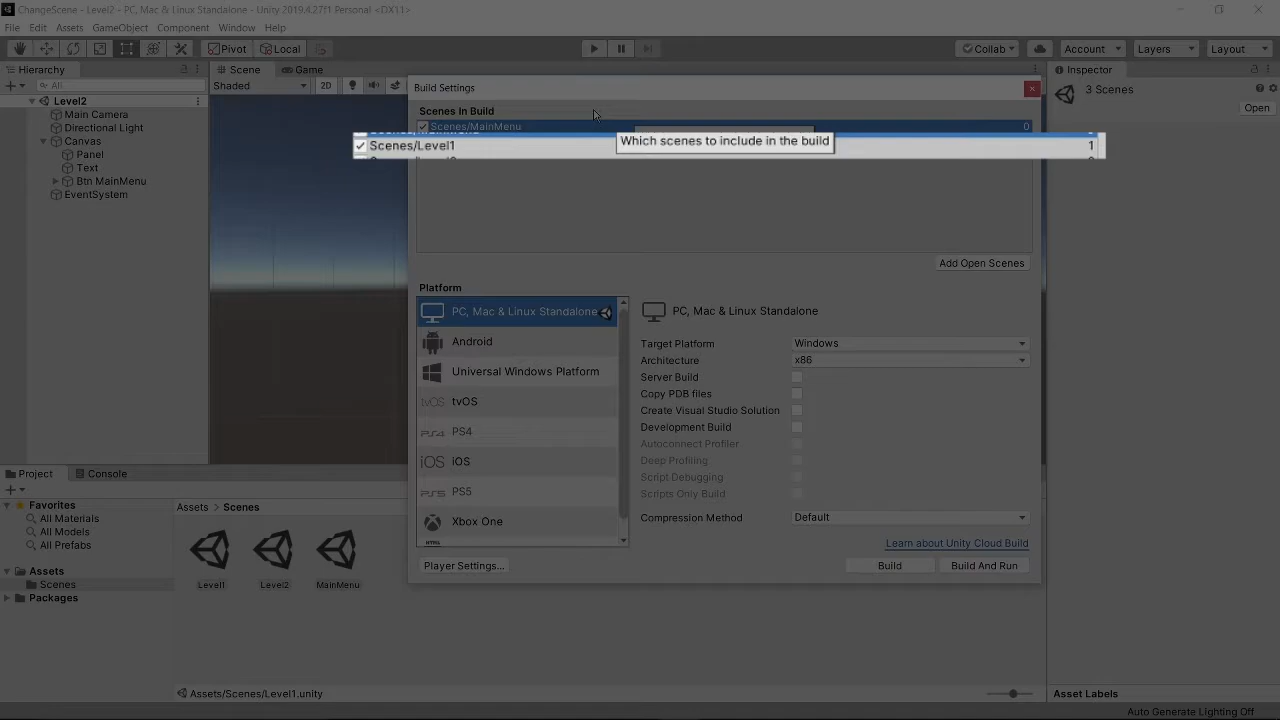 ChangeScene - Level2 - PC, Mac & Linux Standalone - Unity 2019.4.27f1 Personal <DX11>
File Edit Assets GameObject Component Window Help
Pivot Local Collab Account Layers Layout
Hierarchy
All
Level2
Main Camera
Directional Light
Canvas
Panel
Text
Btn MainMenu
EventSystem
Scene Game
Shaded 2D
Build Settings
Scenes In Build
Scenes/MainMenu 0
Scenes/Level1 1
Which scenes to include in the build
Add Open Scenes
Platform
PC, Mac & Linux Standalone
Android
Universal Windows Platform
tvOS tvOS
PS4 PS4
iOS iOS
PS5 PS5
Xbox One
PC, Mac & Linux Standalone
Target Platform Windows
Architecture x86
Server Build
Copy PDB files
Create Visual Studio Solution
Development Build
Autoconnect Profiler
Deep Profiling
Script Debugging
Scripts Only Build
Compression Method Default
Learn about Unity Cloud Build
Player Settings... Build Build And Run
Inspector
3 Scenes
Open
Project Console
Favorites
All Materials
All Models
All Prefabs
Assets
Scenes
Packages
Assets > Scenes
Level1 Level2 MainMenu
Assets/Scenes/Level1.unity
Asset Labels
Auto Generate Lighting Off